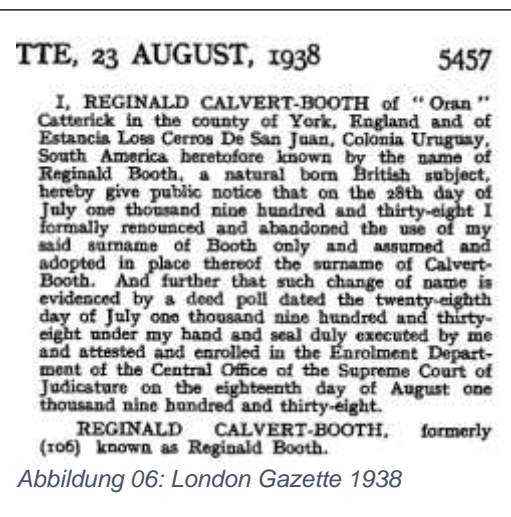 TTE, 23 AUGUST, 1938 5457
I, REGINALD CALVERT-BOOTH of "Oran"
Catterick in the county of York, England and of
Estancia Loss Cerros De San Juan, Colonia Uruguay,
South America heretofore known by the name of
Reginald Booth, a natural born British subject,
hereby give public notice that on the 28th day of
July one thousand nine hundred and thirty-eight I
formally renounced and abandoned the use of my
said surname of Booth only and assumed and
adopted in place thereof the surname of Calvert-
Booth. And further that such change of name is
evidenced by a deed poll dated the twenty-eighth
day of July one thousand nine hundred and thirty-
eight under my hand and seal duly executed by me
and attested and enrolled in the Enrolment Depart-
ment of the Central Office of the Supreme Court of
Judicature on the eighteenth day of August one
thousand nine hundred and thirty-eight.
REGINALD CALVERT-BOOTH, formerly
(106) known as Reginald Booth.
Abbildung 06: London Gazette 1938